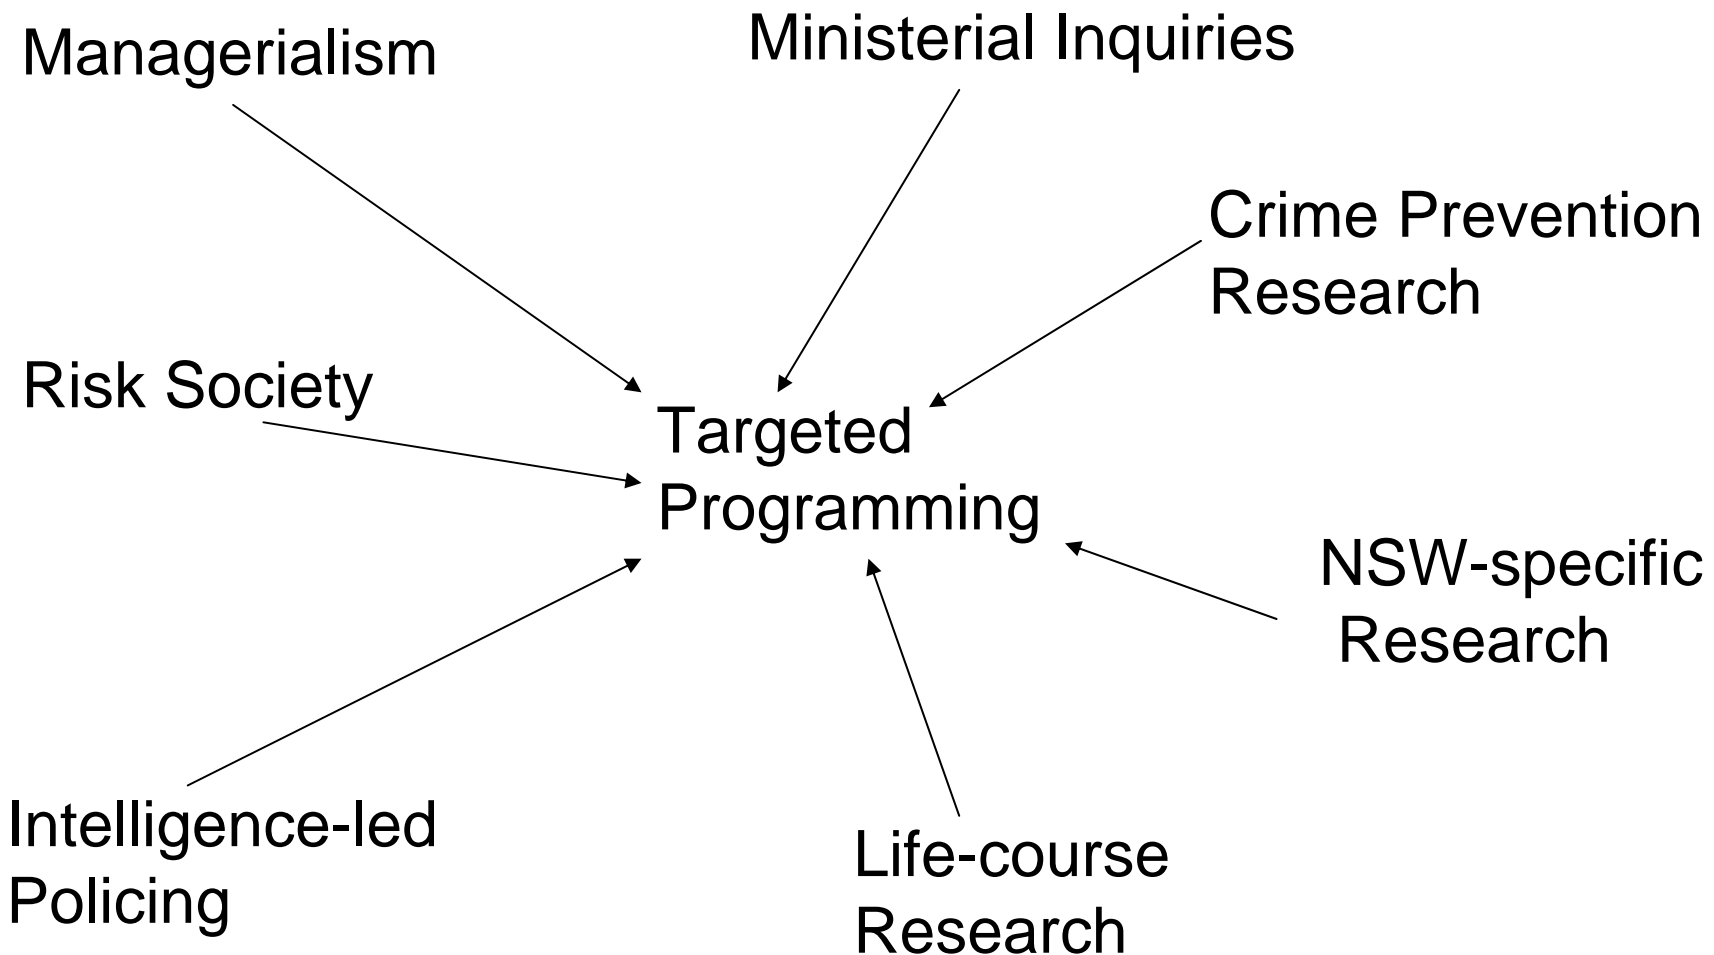 Managerialism
Ministerial Inquiries
Crime Prevention
Research
Risk Society
Targeted
Programming
NSW-specific
Research
Intelligence-led
Policing
Life-course
Research